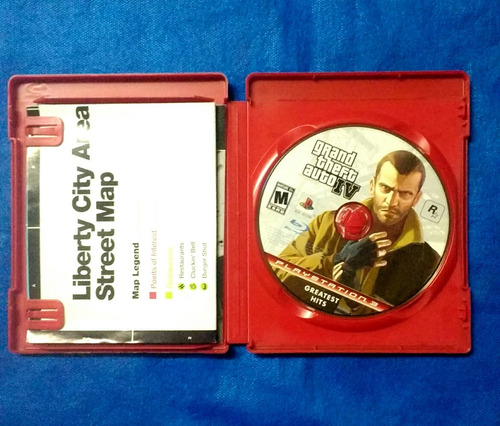 Liberty City Area
Street Map
Map Legend
Points of Interest
Restaurants
Cluckin' Bell
Burger Shot
grand
theft
auto IV
M
R
PLAYSTATION 3
GREATEST
HITS